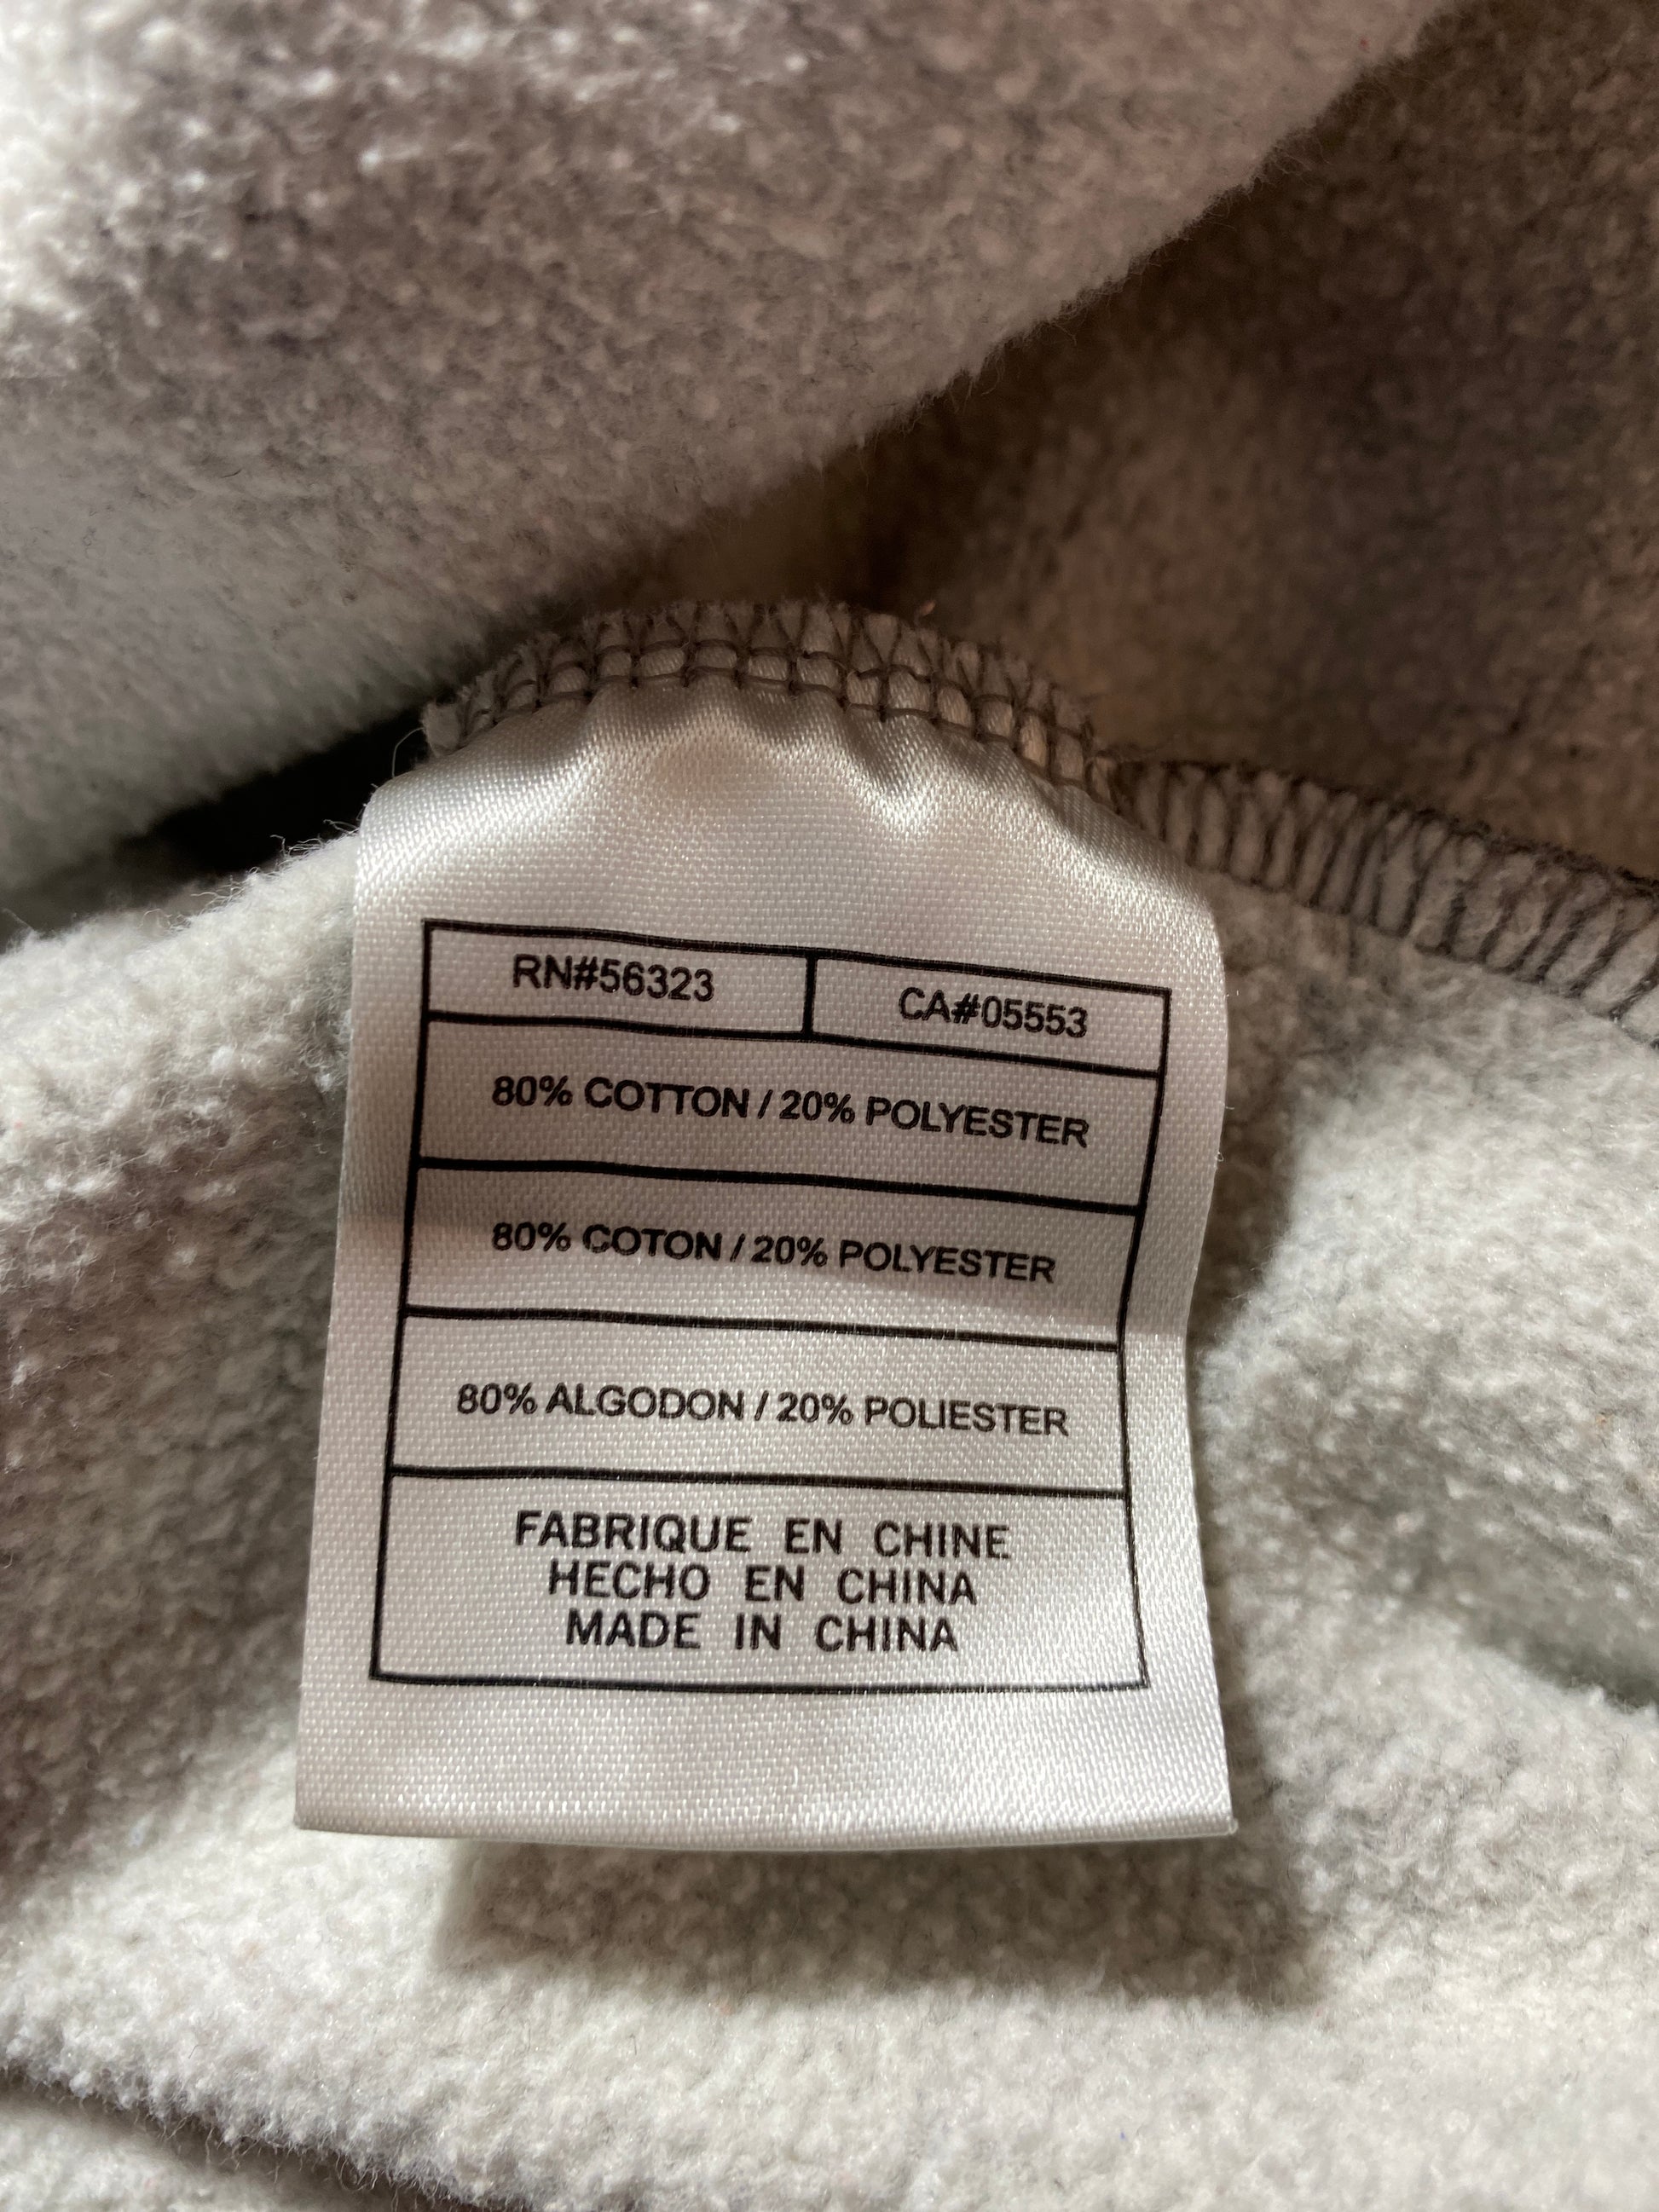 RN#56323 CA#05553
80% COTTON / 20% POLYESTER
80% COTON / 20% POLYESTER
80% ALGODON / 20% POLIESTER
FABRIQUE EN CHINE
HECHO EN CHINA
MADE IN CHINA